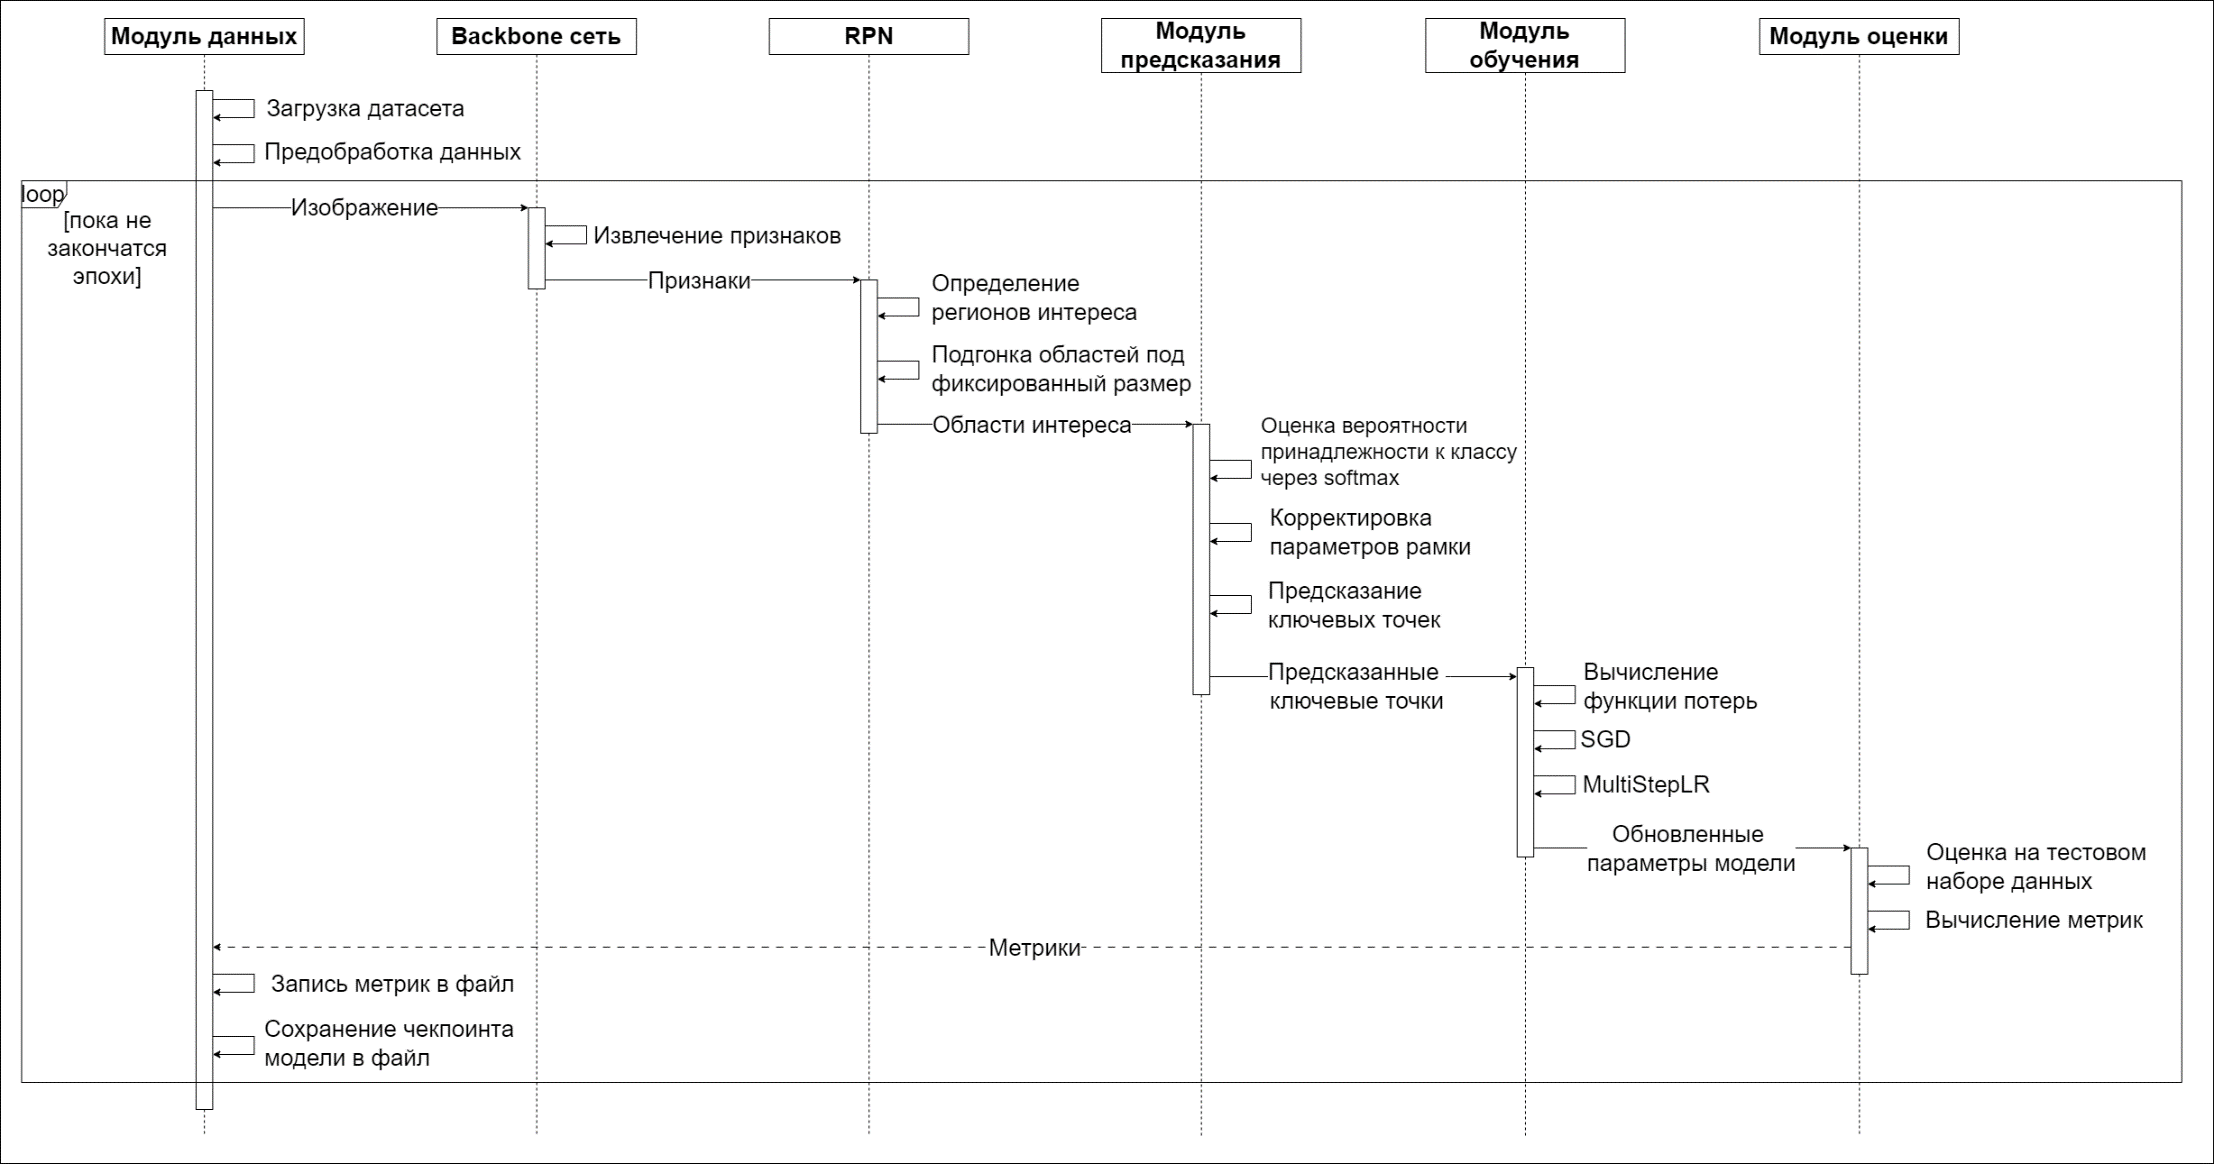 Модуль данных
Backbone сеть
RPN
Модуль
предсказания
Модуль
обучения
Модуль оценки
Загрузка датасета
Предобработка данных
loop
[пока не
закончатся
эпохи]
Изображение
Извлечение признаков
Признаки
Определение
регионов интереса
Подгонка областей под
фиксированный размер
Области интереса
Оценка вероятности
принадлежности к классу
через softmax
Корректировка
параметров рамки
Предсказание
ключевых точек
Предсказанные
ключевые точки
Вычисление
функции потерь
SGD
MultiStepLR
Обновленные
параметры модели
Оценка на тестовом
наборе данных
Вычисление метрик
Метрики
Запись метрик в файл
Сохранение чекпоинта
модели в файл